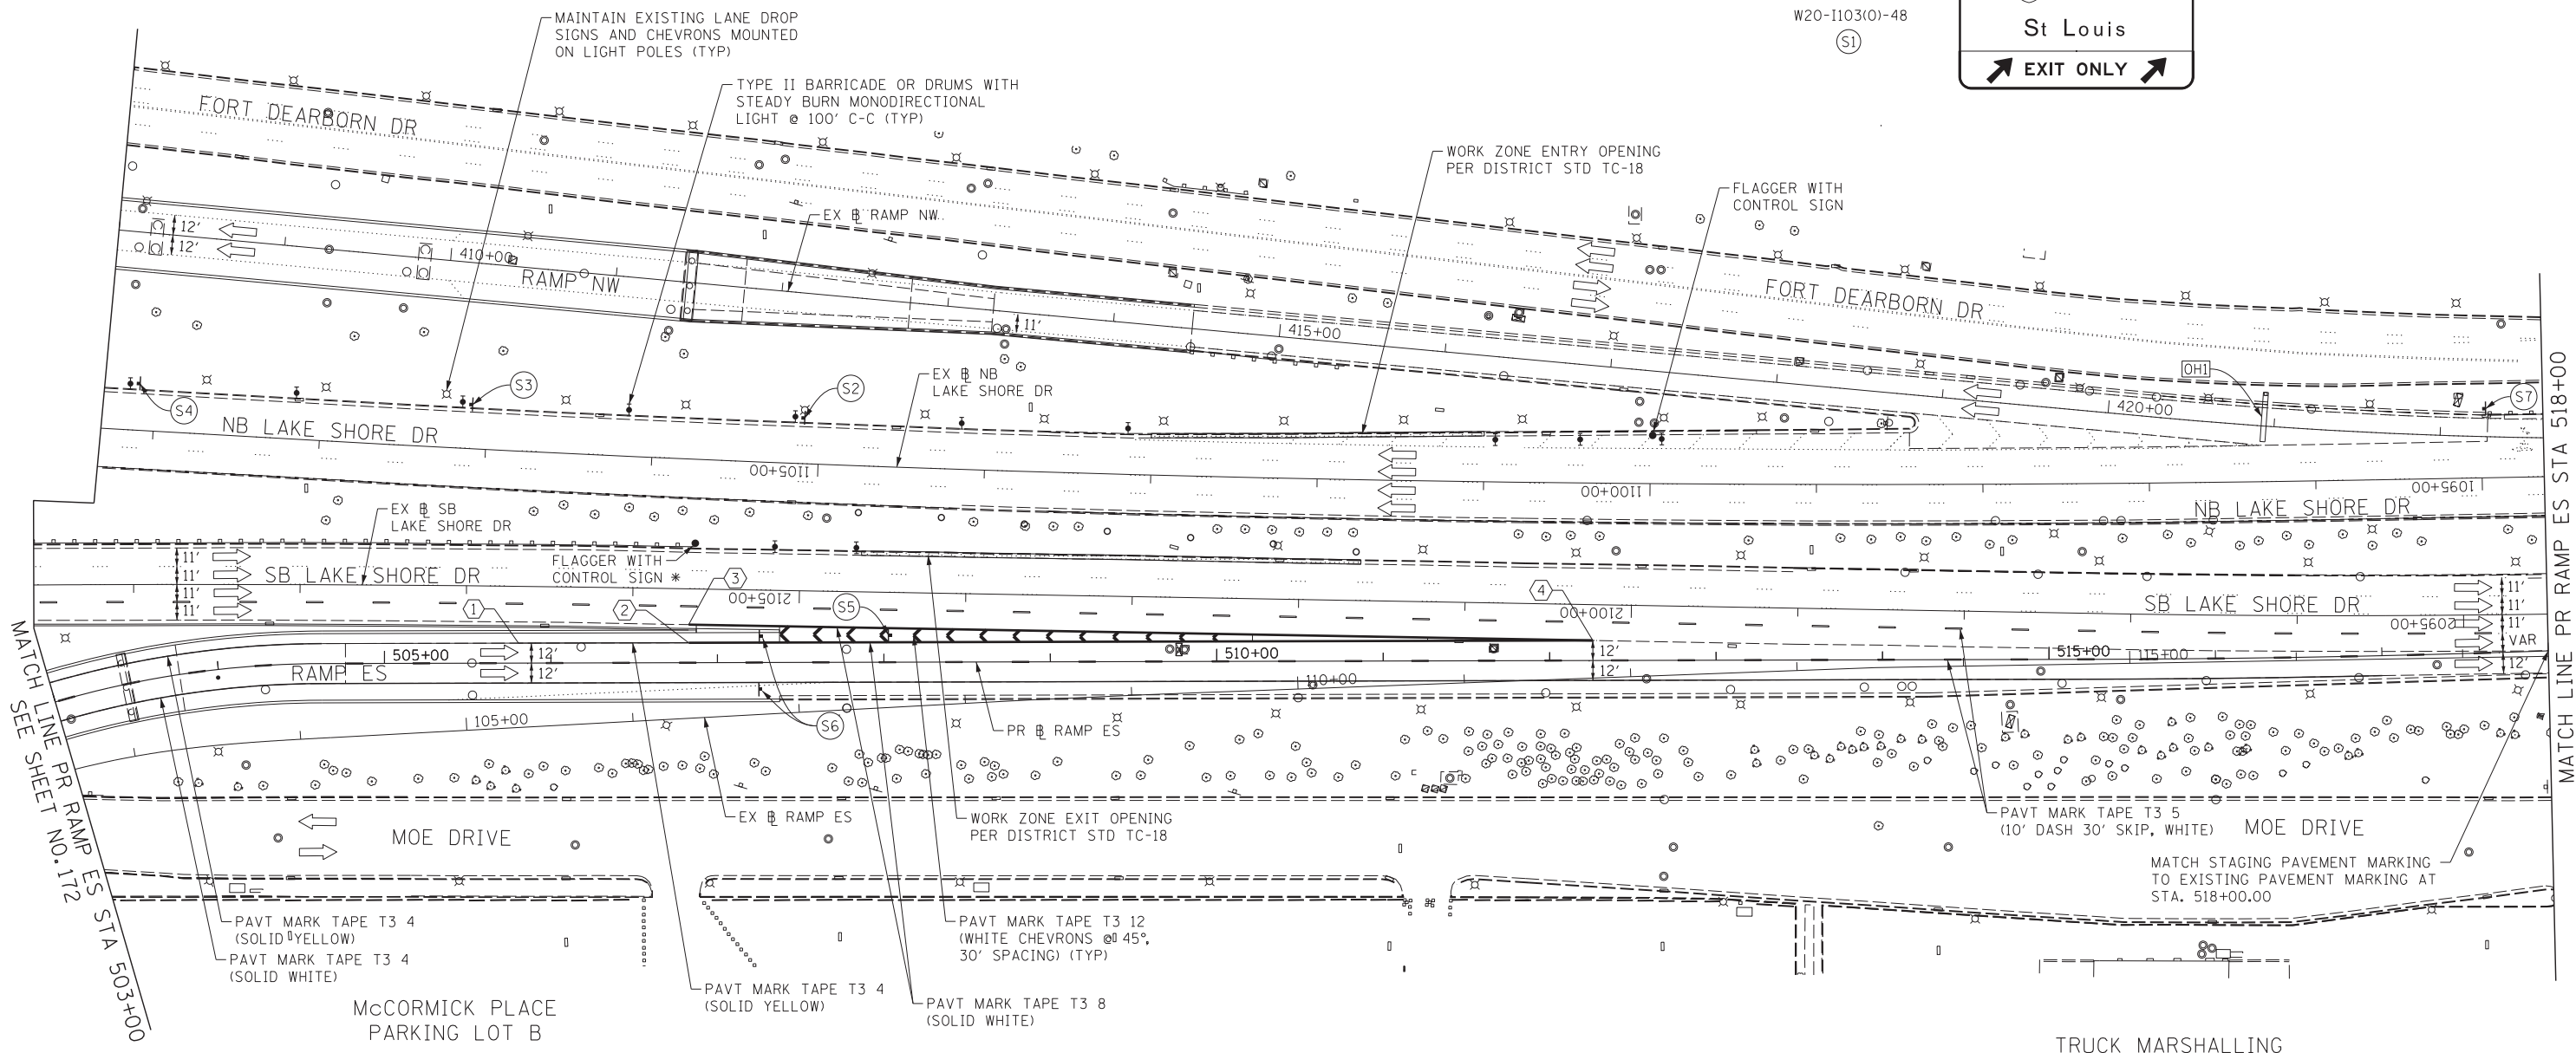 MAINTAIN EXISTING LANE DROP
SIGNS AND CHEVRONS MOUNTED
ON LIGHT POLES (TYP)
W20-I103(O)-48
S1
St Louis
EXIT ONLY
TYPE II BARRICADE OR DRUMS WITH
STEADY BURN MONODIRECTIONAL
LIGHT @ 100' C-C (TYP)
FORT DEARBORN DR
WORK ZONE ENTRY OPENING
PER DISTRICT STD TC-18
FLAGGER WITH
CONTROL SIGN
EX B RAMP NW
12'
12'
410+00
RAMP NW
11'
415+00
FORT DEARBORN DR
OH1
420+00
S7
S4
S3
S2
EX B NB
LAKE SHORE DR
NB LAKE SHORE DR
1105+00
1100+00
1095+00
NB LAKE SHORE DR
MATCH LINE PR RAMP ES STA 518+00
EX B SB
LAKE SHORE DR
11'
11'
11'
11'
SB LAKE SHORE DR
FLAGGER WITH
CONTROL SIGN *
3
2105+00
1
2
S5
4
2100+00
SB LAKE SHORE DR
2095+00
11'
11'
11'
VAR
12'
505+00
12'
12'
RAMP ES
510+00
12'
12'
515+00
115+00
110+00
105+00
S6
PR B RAMP ES
MATCH LINE PR RAMP ES STA 503+00
SEE SHEET NO. 172
EX B RAMP ES
WORK ZONE EXIT OPENING
PER DISTRICT STD TC-18
PAVT MARK TAPE T3 5
(10' DASH 30' SKIP, WHITE)
MOE DRIVE
MOE DRIVE
MATCH STAGING PAVEMENT MARKING
TO EXISTING PAVEMENT MARKING AT
STA. 518+00.00
PAVT MARK TAPE T3 4
(SOLID YELLOW)
PAVT MARK TAPE T3 4
(SOLID WHITE)
PAVT MARK TAPE T3 12
(WHITE CHEVRONS @ 45°,
30' SPACING) (TYP)
PAVT MARK TAPE T3 4
(SOLID YELLOW)
PAVT MARK TAPE T3 8
(SOLID WHITE)
McCORMICK PLACE
PARKING LOT B
TRUCK MARSHALLING